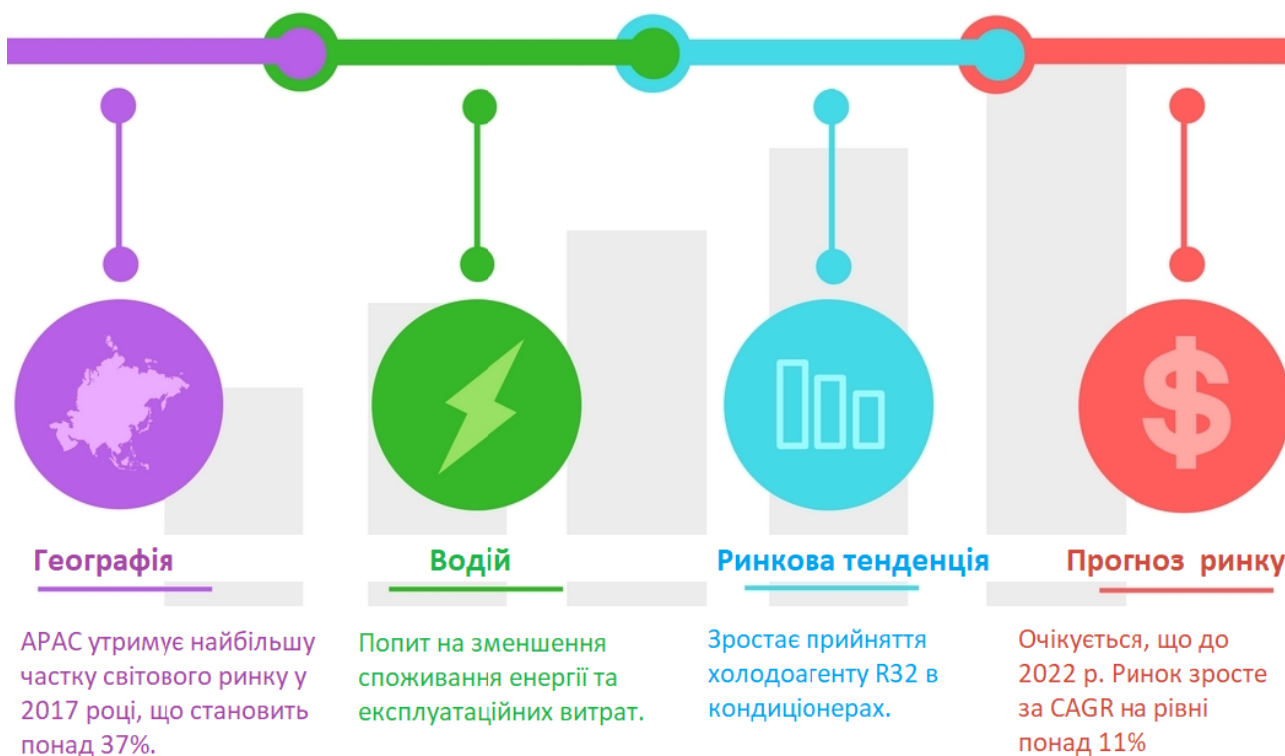 Географія
APAC утримує найбільшу
частку світового ринку у
2017 році, що становить
понад 37%.
Водій
Попит на зменшення
споживання енергії та
експлуатаційних витрат.
Ринкова тенденція
Зростає прийняття
холодоагенту R32 в
кондиціонерах.
Прогноз ринку
Очікується, що до
2022 р. Ринок зросте
за CAGR на рівні
понад 11%